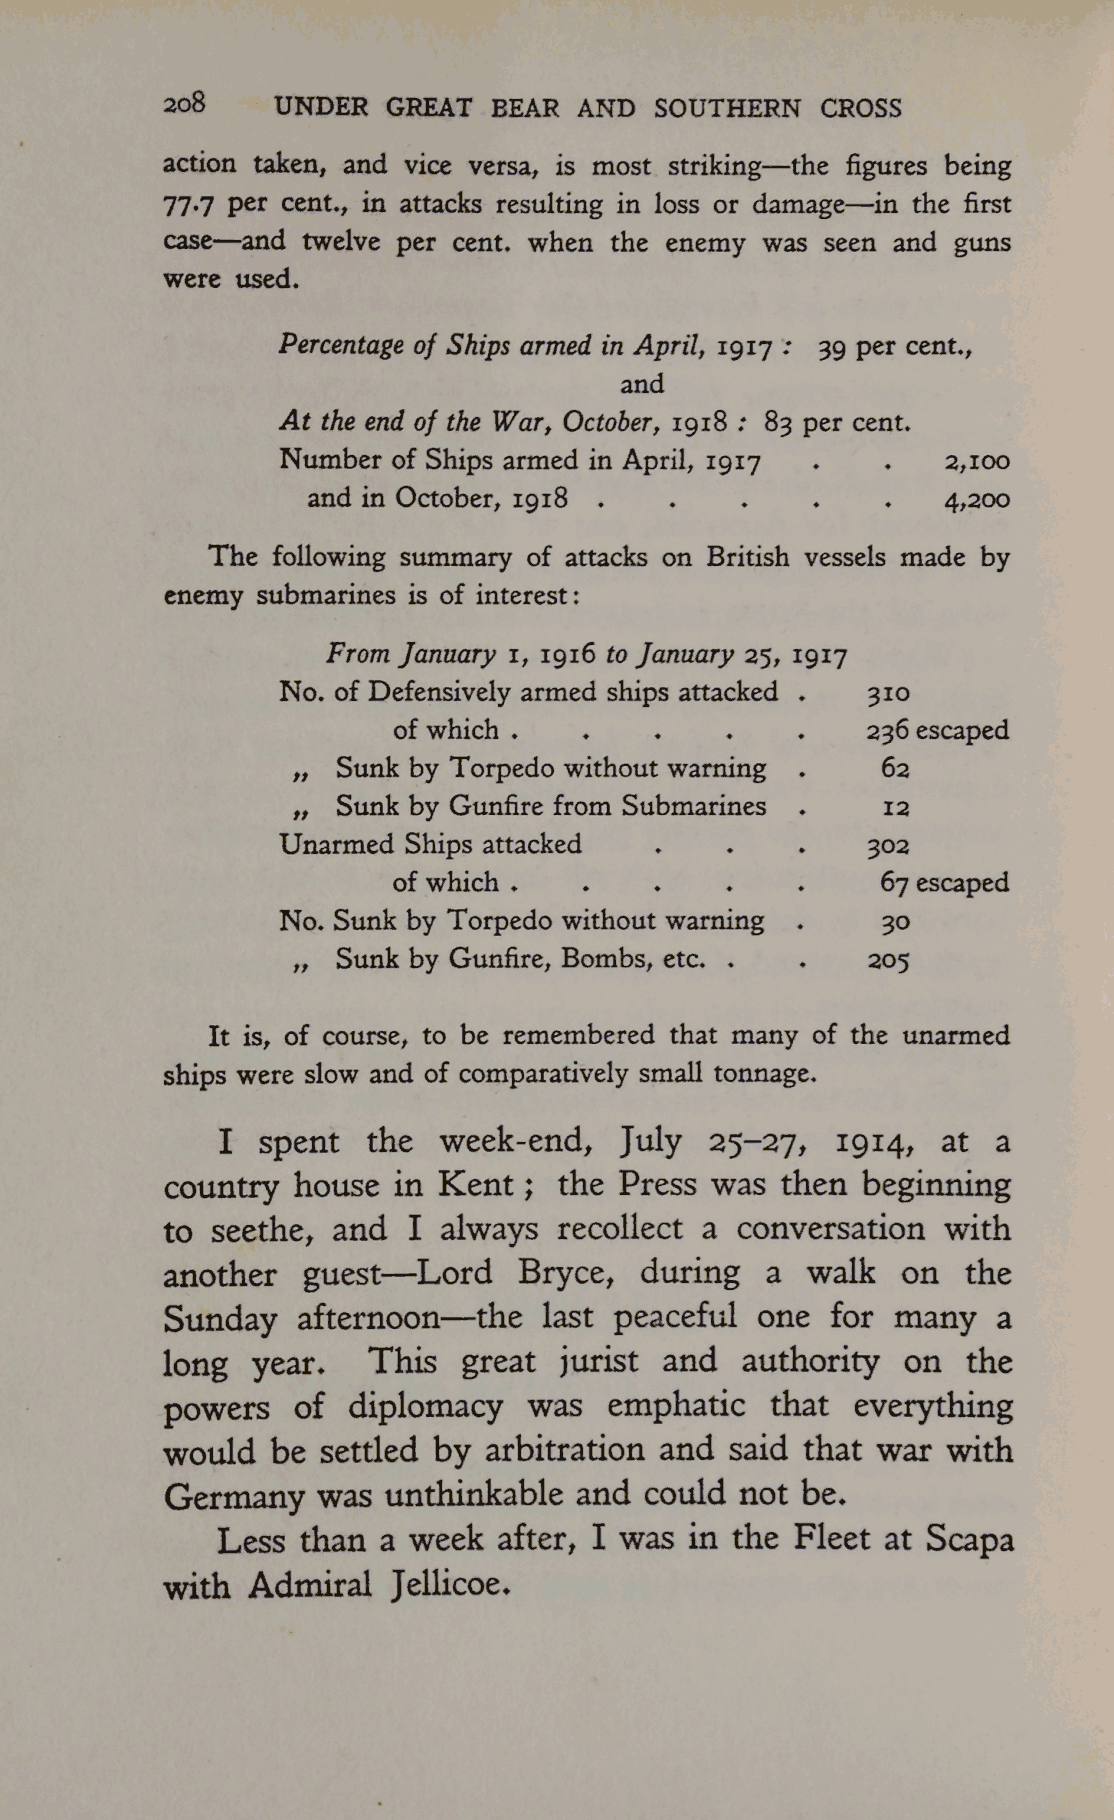 208 UNDER GREAT BEAR AND SOUTHERN CROSS
action taken, and vice versa, is most striking—the figures being
77.7 per cent., in attacks resulting in loss or damage—in the first
case—and twelve per cent. when the enemy was seen and guns
were used.
Percentage of Ships armed in April, 1917 : 39 per cent.,
and
At the end of the War, October, 1918 : 83 per cent.
Number of Ships armed in April, 1917 . . 2,100
and in October, 1918 . . . . . 4,200
The following summary of attacks on British vessels made by
enemy submarines is of interest:
From January 1, 1916 to January 25, 1917
No. of Defensively armed ships attacked . 310
of which . . . . . 236 escaped
„ Sunk by Torpedo without warning . 62
„ Sunk by Gunfire from Submarines . 12
Unarmed Ships attacked . . . 302
of which . . . . . 67 escaped
No. Sunk by Torpedo without warning . 30
„ Sunk by Gunfire, Bombs, etc. . . 205
It is, of course, to be remembered that many of the unarmed
ships were slow and of comparatively small tonnage.
I spent the week-end, July 25–27, 1914, at a
country house in Kent ; the Press was then beginning
to seethe, and I always recollect a conversation with
another guest—Lord Bryce, during a walk on the
Sunday afternoon—the last peaceful one for many a
long year. This great jurist and authority on the
powers of diplomacy was emphatic that everything
would be settled by arbitration and said that war with
Germany was unthinkable and could not be.
Less than a week after, I was in the Fleet at Scapa
with Admiral Jellicoe.